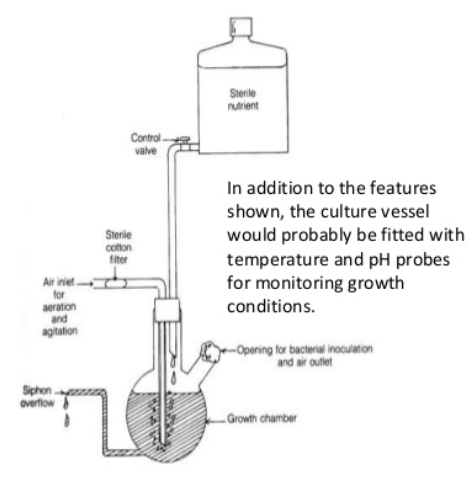 Sterile
nutrient
Control
valve
In addition to the features
shown, the culture vessel
would probably be fitted with
temperature and pH probes
for monitoring growth
conditions.
Sterile
cotton
filter
Air inlet
for
aeration
and
agitation
Opening for bacterial inoculation
and air outlet
Siphon
overflow
Growth chamber